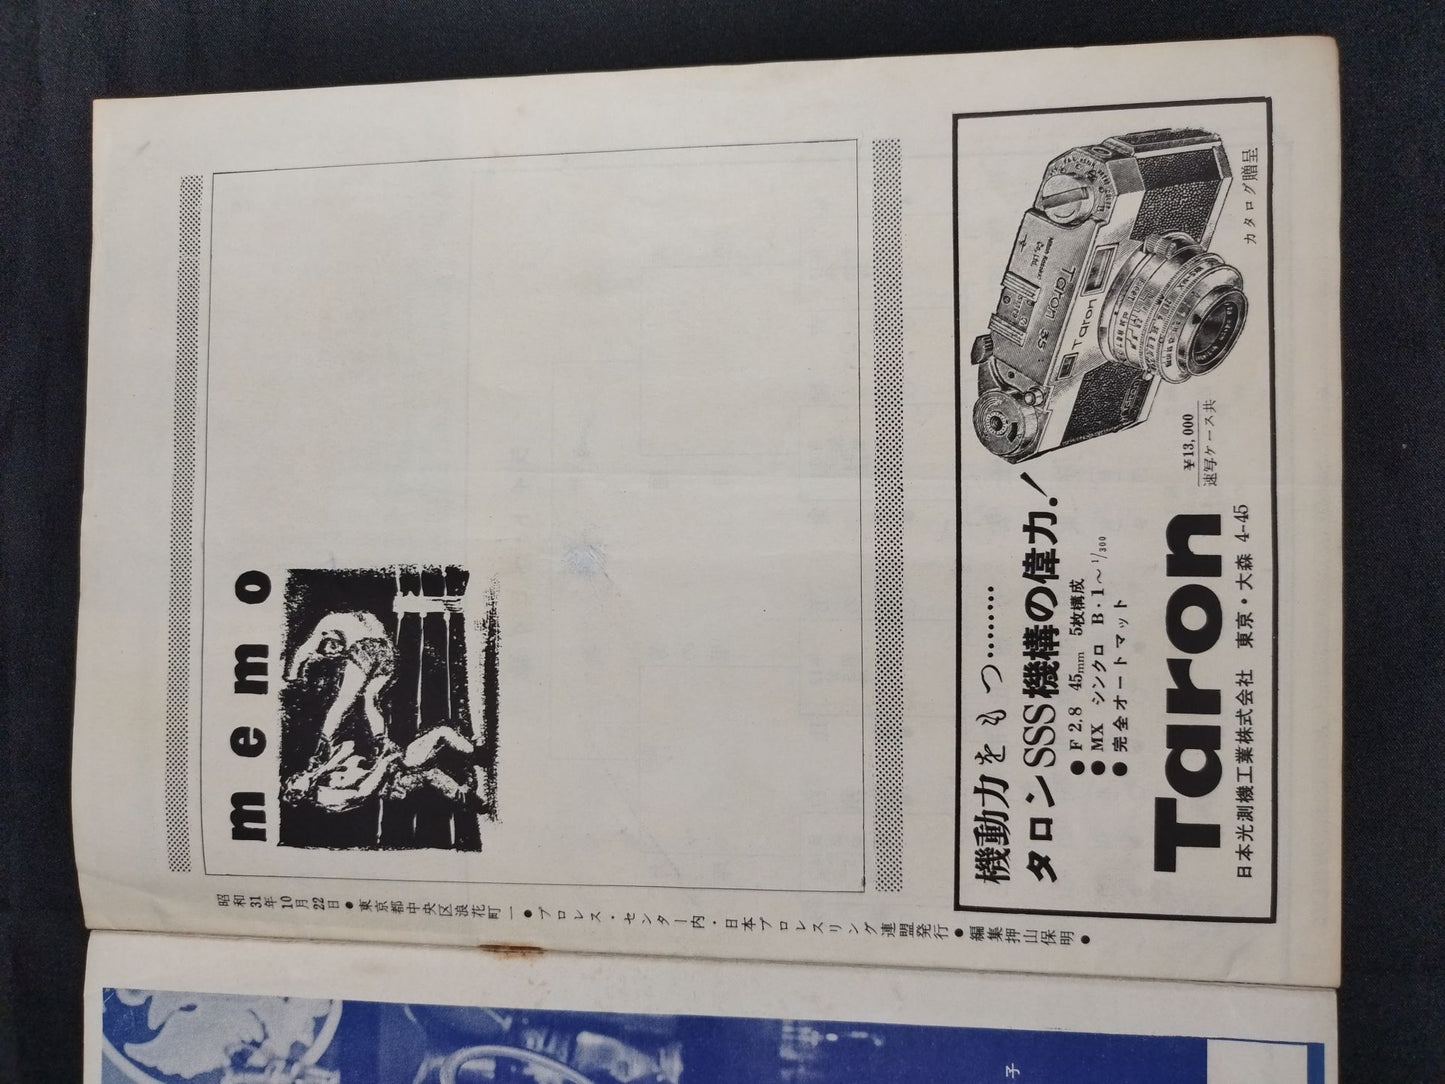 memo
昭和31年10月22日●東京都中央区浪花町一●プロレス・センター内・日本プロレスリング連盟発行●編集押山保明●
機動力をもつ………
タロンSSS機構の偉力！
●F 2.8 45mm 5枚構成
●MX シンクロ B・1～1/300
●完全オートマット
¥13,000
速写ケース共
Taron
日本光測機工業株式会社 東京・大森 4-45
カタログ贈呈
Taron 35
Taron
子